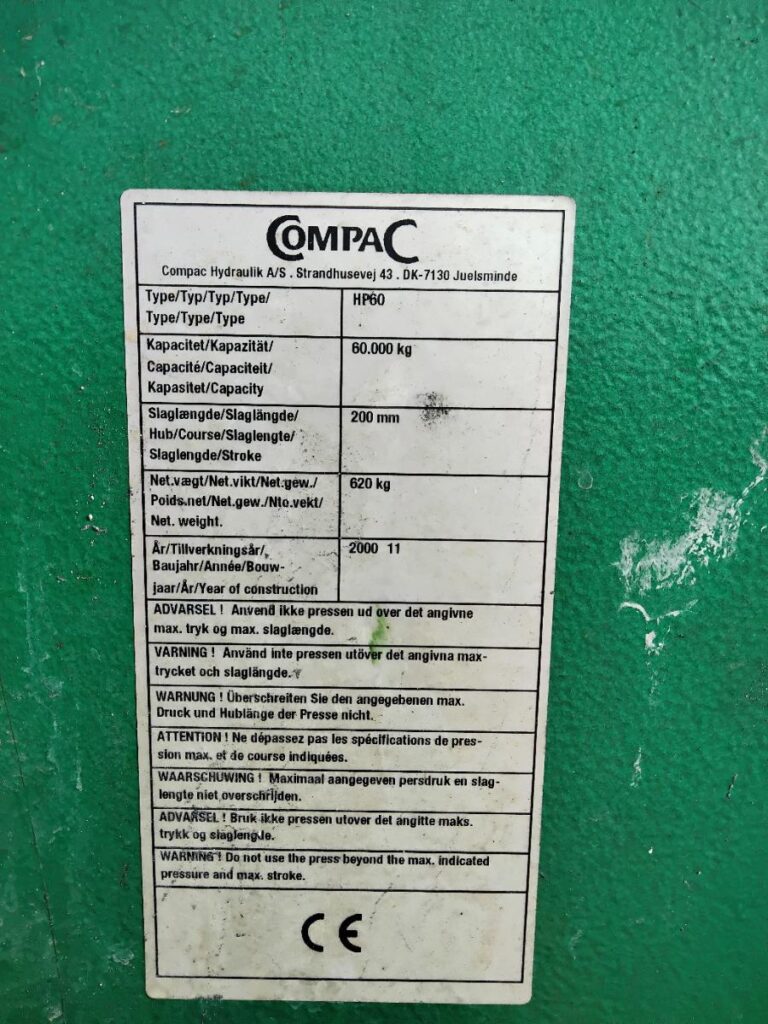 COMPAC
Compac Hydraulik A/S . Strandhusevej 43 . DK-7130 Juelsminde
Type/Typ/Typ/Type/
Type/Type/Type
HP60
Kapacitet/Kapazität/
Capacité/Capaciteit/
Kapasitet/Capacity
60.000 kg
Slaglængde/Slaglängde/
Hub/Course/Slaglengte/
Slaglengde/Stroke
200 mm
Net.vægt/Net.vikt/Net.gew./
Poids.net/Net.gew./Nto.vekt/
Net. weight.
620 kg
År/Tillverkningsår/
Baujahr/Année/Bouw-
jaar/År/Year of construction
2000 11
ADVARSEL ! Anvend ikke pressen ud over det angivne
max. tryk og max. slaglængde.
VARNING ! Använd inte pressen utöver det angivna max-
trycket och slaglängde.
WARNUNG ! Überschreiten Sie den angegebenen max.
Druck und Hublänge der Presse nicht.
ATTENTION ! Ne dépassez pas les spécifications de pres-
sion max. et de course indiquées.
WAARSCHUWING ! Maximaal aangegeven persdruk en slag-
lengte niet overschrijden.
ADVARSEL ! Bruk ikke pressen utover det angitte maks.
trykk og slaglengde.
WARNING ! Do not use the press beyond the max. indicated
pressure and max. stroke.
CE